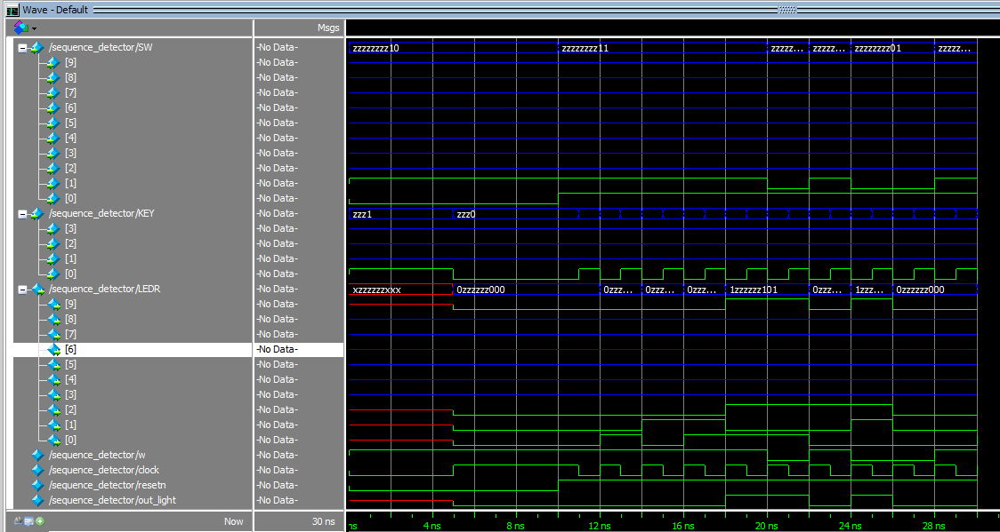 Wave - Default
Msgs
/sequence_detector/SW -No Data- zzzzzzzz10 zzzzzzzz11 zzzzz... zzzzz... zzzzzzzz01 zzzzz...
[9] -No Data-
[8] -No Data-
[7] -No Data-
[6] -No Data-
[5] -No Data-
[4] -No Data-
[3] -No Data-
[2] -No Data-
[1] -No Data-
[0] -No Data-
/sequence_detector/KEY -No Data- zzz1 zzz0
[3] -No Data-
[2] -No Data-
[1] -No Data-
[0] -No Data-
/sequence_detector/LEDR -No Data- xzzzzzzxxx 0zzzzzz000 0zzz... 0zzz... 0zzz... 1zzzzzz101 0zzz... 1zzz... 0zzzzzz000
[9] -No Data-
[8] -No Data-
[7] -No Data-
[6] -No Data-
[5] -No Data-
[4] -No Data-
[3] -No Data-
[2] -No Data-
[1] -No Data-
[0] -No Data-
/sequence_detector/w -No Data-
/sequence_detector/clock -No Data-
/sequence_detector/resetn -No Data-
/sequence_detector/out_light -No Data-
Now 30 ns ns 4 ns 8 ns 12 ns 16 ns 20 ns 24 ns 28 ns